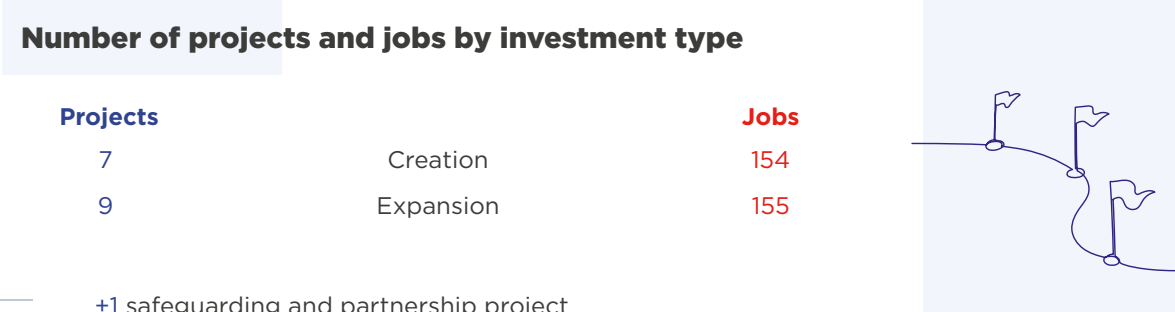 Number of projects and jobs by investment type
Projects Jobs
7 Creation 154
9 Expansion 155
+1 safeguarding and partnership project